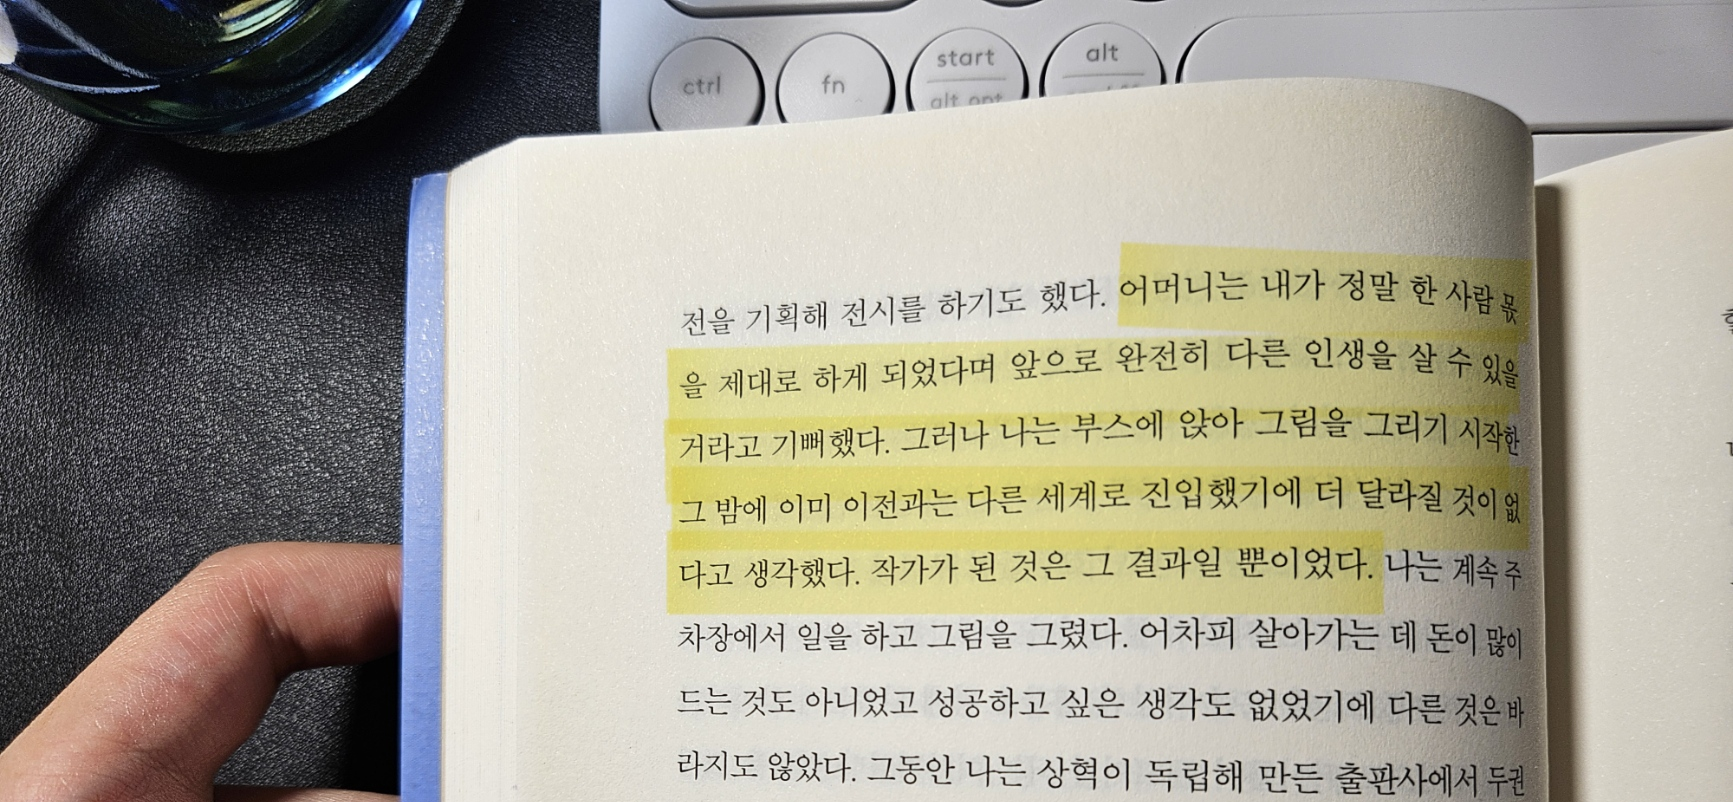 ctrl
fn
start
alt opt
alt
전을 기획해 전시를 하기도 했다. 어머니는 내가 정말 한 사람 몫
을 제대로 하게 되었다며 앞으로 완전히 다른 인생을 살 수 있을
거라고 기뻐했다. 그러나 나는 부스에 앉아 그림을 그리기 시작한
그 밤에 이미 이전과는 다른 세계로 진입했기에 더 달라질 것이 없
다고 생각했다. 작가가 된 것은 그 결과일 뿐이었다. 나는 계속 주
차장에서 일을 하고 그림을 그렸다. 어차피 살아가는 데 돈이 많이
드는 것도 아니었고 성공하고 싶은 생각도 없었기에 다른 것은 바
라지도 않았다. 그동안 나는 상혁이 독립해 만든 출판사에서 두권